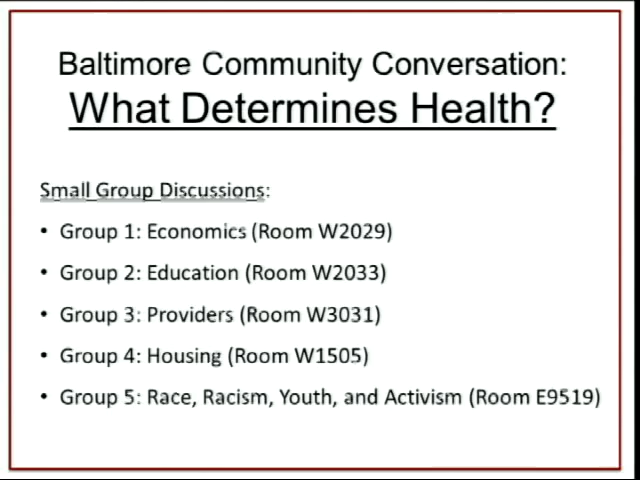 Baltimore Community Conversation:
What Determines Health?
Small Group Discussions:
• Group 1: Economics (Room W2029)
• Group 2: Education (Room W2033)
• Group 3: Providers (Room W3031)
• Group 4: Housing (Room W1505)
• Group 5: Race, Racism, Youth, and Activism (Room E9519)